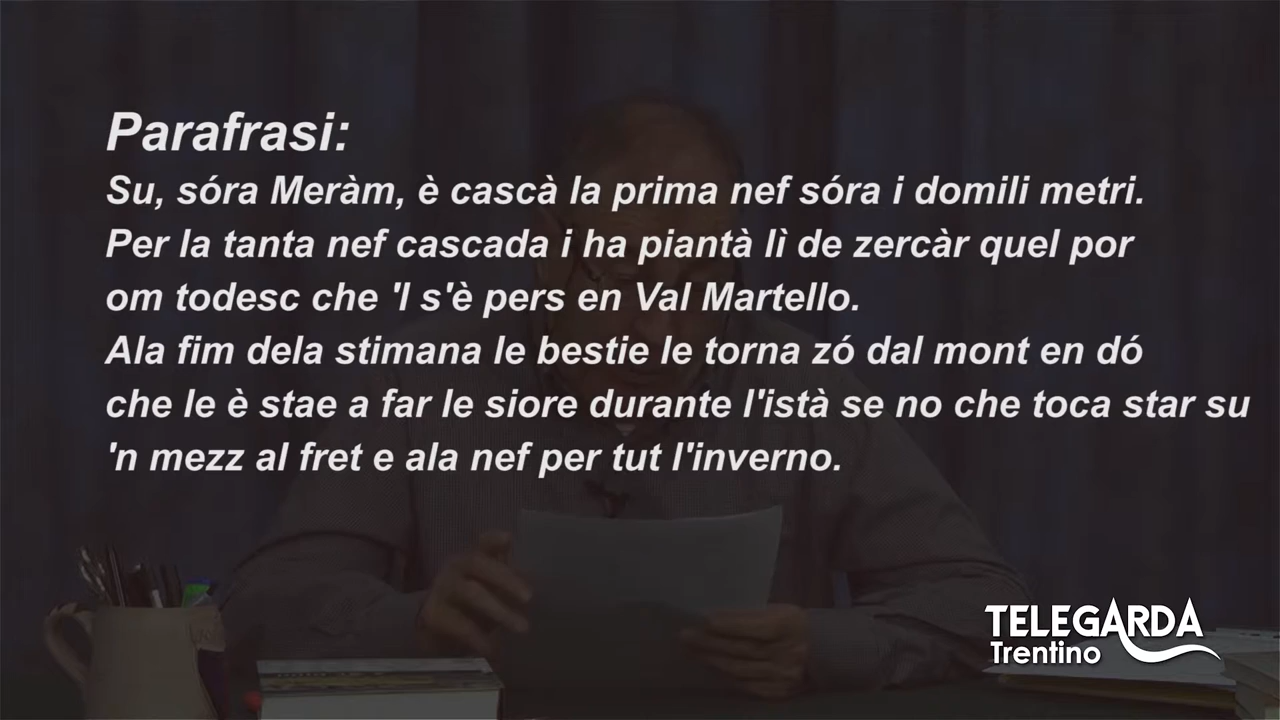 Parafrasi:
Su, sóra Meràm, è cascà la prima nef sóra i domili metri.
Per la tanta nef cascada i ha piantà lì de zercàr quel por
om todesc che 'l s'è pers en Val Martello.
Ala fim dela stimana le bestie le torna zó dal mont en dó
che le è stae a far le siore durante l'istà se no che toca star su
'n mezz al fret e ala nef per tut l'inverno.
TELEGARDA
Trentino